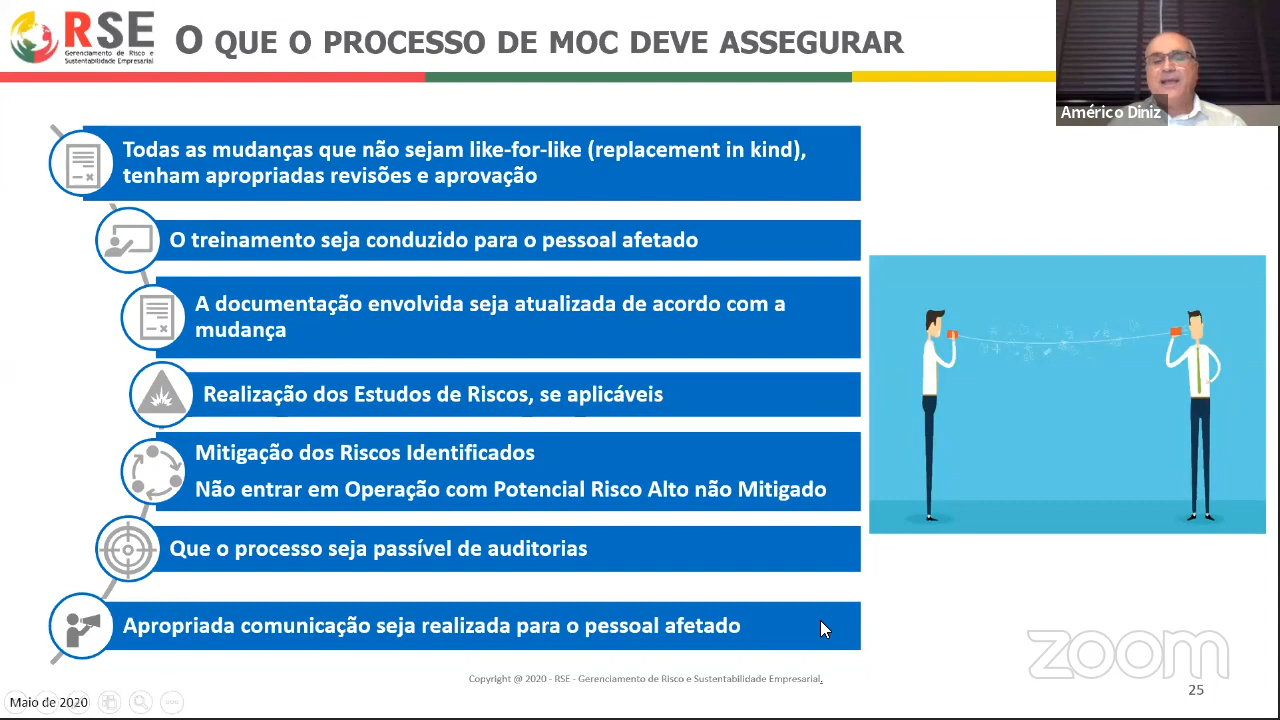 RSE
Gerenciamento de Risco e
Sustentabilidade Empresarial
O QUE O PROCESSO DE MOC DEVE ASSEGURAR
Américo Diniz
Todas as mudanças que não sejam like-for-like (replacement in kind),
tenham apropriadas revisões e aprovação
O treinamento seja conduzido para o pessoal afetado
A documentação envolvida seja atualizada de acordo com a
mudança
Realização dos Estudos de Riscos, se aplicáveis
Mitigação dos Riscos Identificados
Não entrar em Operação com Potencial Risco Alto não Mitigado
Que o processo seja passível de auditorias
Apropriada comunicação seja realizada para o pessoal afetado
zoom
Copyright @ 2020 - RSE - Gerenciamento de Risco e Sustentabilidade Empresarial.
25
Maio de 2020